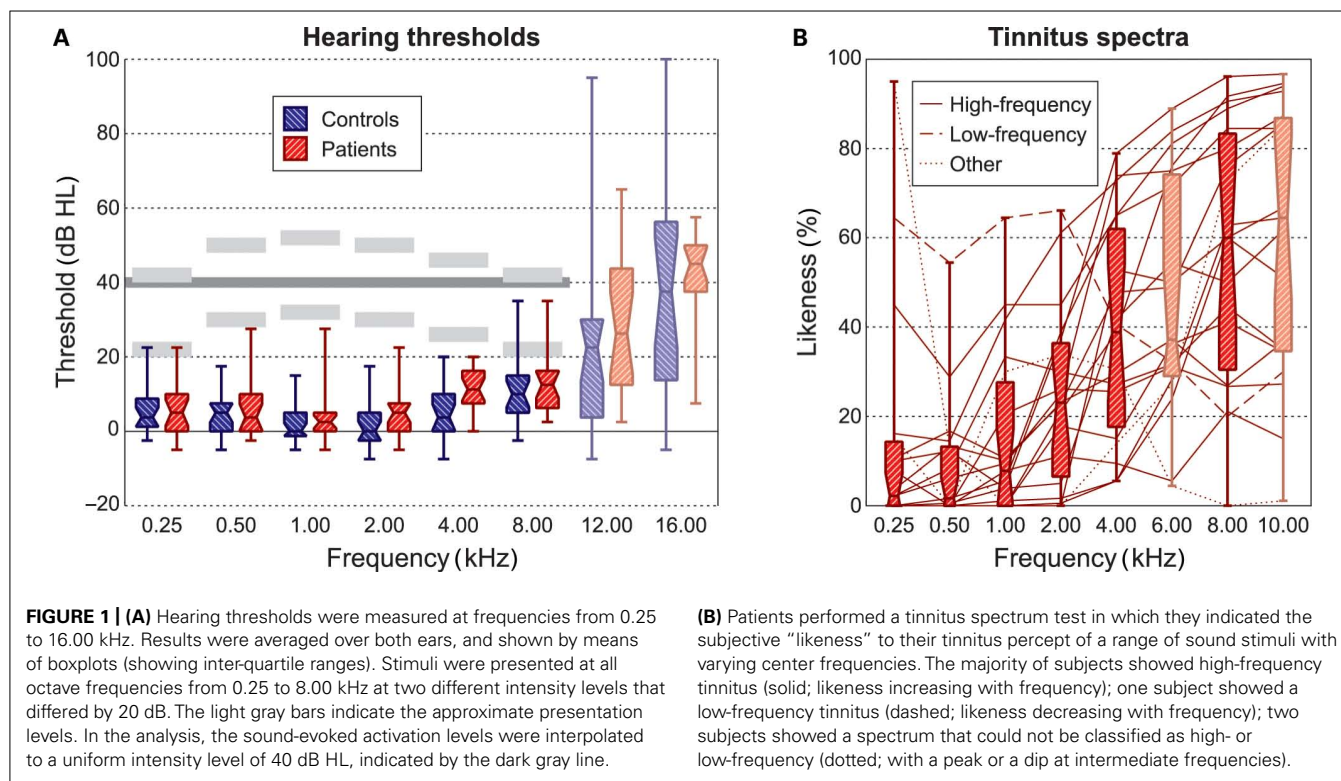 A
Hearing thresholds
Threshold (dB HL)
100
80
60
40
20
0
–20
Controls
Patients
0.25 0.50 1.00 2.00 4.00 8.00 12.00 16.00
Frequency (kHz)
B
Tinnitus spectra
Likeness (%)
100
80
60
40
20
0
High-frequency
Low-frequency
Other
0.25 0.50 1.00 2.00 4.00 6.00 8.00 10.00
Frequency (kHz)
FIGURE 1 | (A) Hearing thresholds were measured at frequencies from 0.25
to 16.00 kHz. Results were averaged over both ears, and shown by means
of boxplots (showing inter-quartile ranges). Stimuli were presented at all
octave frequencies from 0.25 to 8.00 kHz at two different intensity levels that
differed by 20 dB. The light gray bars indicate the approximate presentation
levels. In the analysis, the sound-evoked activation levels were interpolated
to a uniform intensity level of 40 dB HL, indicated by the dark gray line.
(B) Patients performed a tinnitus spectrum test in which they indicated the
subjective “likeness” to their tinnitus percept of a range of sound stimuli with
varying center frequencies. The majority of subjects showed high-frequency
tinnitus (solid; likeness increasing with frequency); one subject showed a
low-frequency tinnitus (dashed; likeness decreasing with frequency); two
subjects showed a spectrum that could not be classified as high- or
low-frequency (dotted; with a peak or a dip at intermediate frequencies).